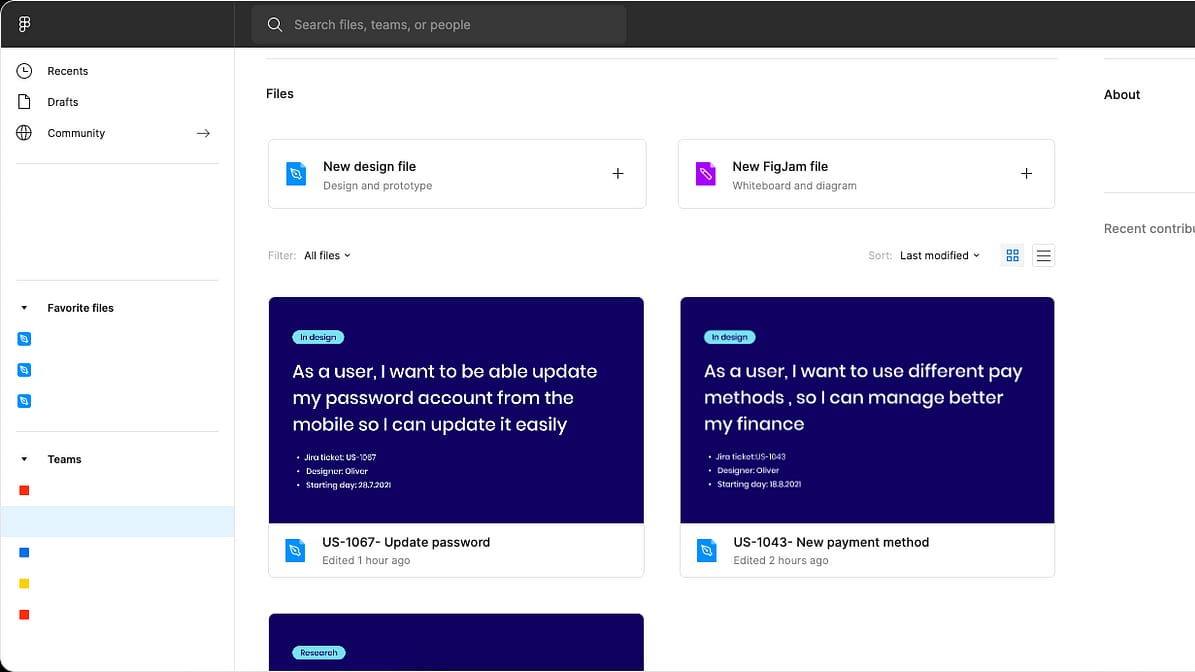 Search files, teams, or people
Recents
Drafts
Community
Favorite files
Teams
Files
New design file
Design and prototype
New FigJam file
Whiteboard and diagram
Filter: All files
Sort: Last modified
In design
As a user, I want to be able update
my password account from the
mobile so I can update it easily
• Jira ticket: US-1067
• Designer: Oliver
• Starting day: 28.7.2021
US-1067- Update password
Edited 1 hour ago
In design
As a user, I want to use different pay
methods , so I can manage better
my finance
• Jira ticket:US-1043
• Designer: Oliver
• Starting day: 18.8.2021
US-1043- New payment method
Edited 2 hours ago
Research
About
Recent contribu